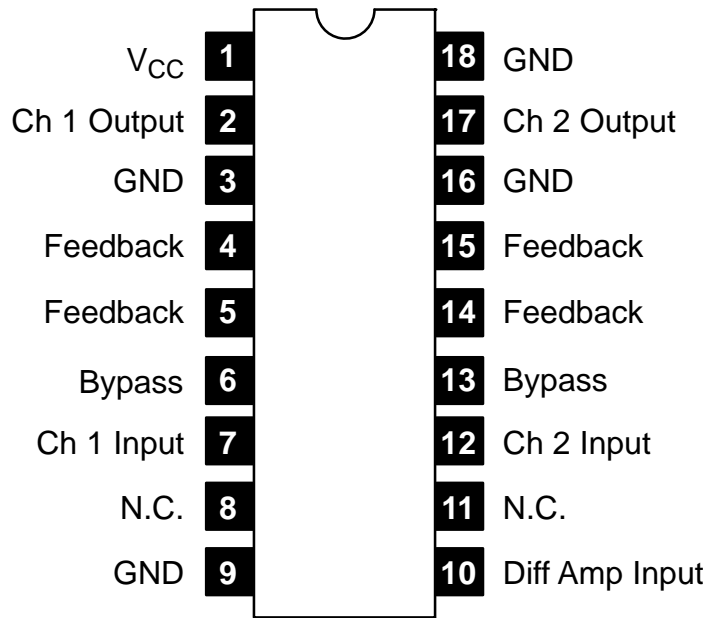 V_CC 1 18 GND
Ch 1 Output 2 17 Ch 2 Output
GND 3 16 GND
Feedback 4 15 Feedback
Feedback 5 14 Feedback
Bypass 6 13 Bypass
Ch 1 Input 7 12 Ch 2 Input
N.C. 8 11 N.C.
GND 9 10 Diff Amp Input